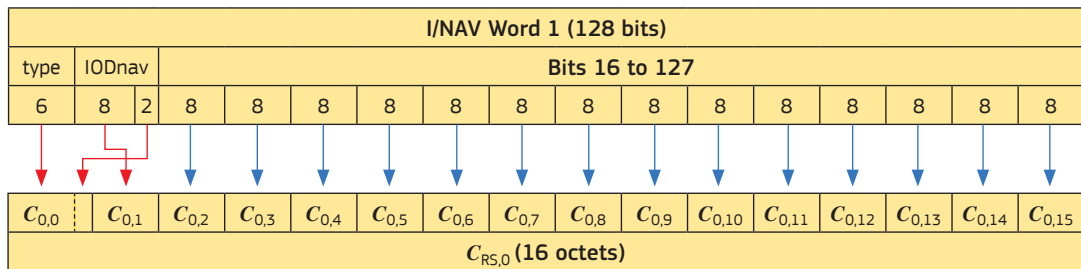 I/NAV Word 1 (128 bits)
type IODnav Bits 16 to 127
6 8 2 8 8 8 8 8 8 8 8 8 8 8 8 8 8
C0,0 C0,1 C0,2 C0,3 C0,4 C0,5 C0,6 C0,7 C0,8 C0,9 C0,10 C0,11 C0,12 C0,13 C0,14 C0,15
CRS,0 (16 octets)